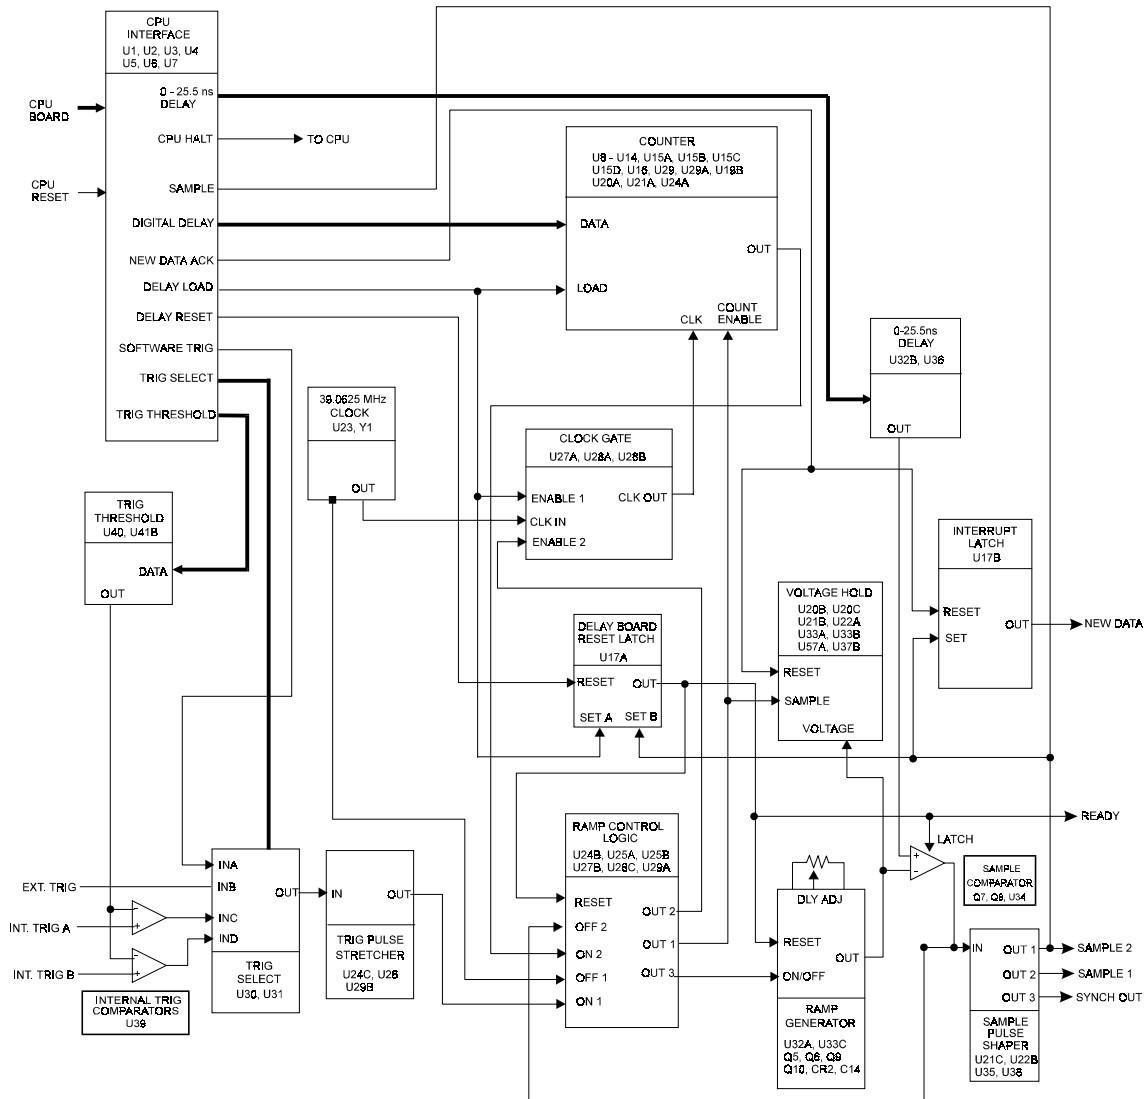 CPU
INTERFACE
U1, U2, U3, U4
U5, U6, U7
0 - 25.5 ns
DELAY
CPU
BOARD
CPU HALT
TO CPU
CPU
RESET
SAMPLE
DIGITAL DELAY
NEW DATA ACK
DELAY LOAD
DELAY RESET
SOFTWARE TRIG
TRIG SELECT
TRIG THRESHOLD
COUNTER
U8 - U14, U15A, U15B, U15C
U15D, U16, U29, U29A, U19B
U20A, U21A, U24A
DATA
OUT
LOAD
CLK
COUNT
ENABLE
0-25.5ns
DELAY
U32B, U36
OUT
39.0625 MHz
CLOCK
U23, Y1
OUT
CLOCK GATE
U27A, U28A, U28B
ENABLE 1
CLK OUT
CLK IN
ENABLE 2
TRIG
THRESHOLD
U40, U41B
DATA
OUT
INTERRUPT
LATCH
U17B
RESET
OUT
SET
NEW DATA
VOLTAGE HOLD
U20B, U20C
U21B, U22A
U33A, U33B
U57A, U37B
RESET
SAMPLE
VOLTAGE
DELAY BOARD
RESET LATCH
U17A
RESET
OUT
SET A
SET B
READY
LATCH
+
-
SAMPLE
COMPARATOR
Q7, Q8, U34
RAMP CONTROL
LOGIC
U24B, U25A, U25B
U27B, U28C, U29A
RESET
OUT 2
OFF 2
OUT 1
ON 2
OUT 3
OFF 1
ON 1
DLY ADJ
RESET
OUT
ON/OFF
RAMP
GENERATOR
U32A, U33C
Q5, Q6, Q9
Q10, CR2, C14
IN
OUT 1
OUT 2
OUT 3
SAMPLE
PULSE
SHAPER
U21C, U22B
U35, U38
SAMPLE 2
SAMPLE 1
SYNCH OUT
EXT. TRIG
INT. TRIG A
-
+
INT. TRIG B
-
+
INTERNAL TRIG
COMPARATORS
U39
INA
INB
INC
IND
OUT
TRIG
SELECT
U30, U31
IN
OUT
TRIG PULSE
STRETCHER
U24C, U26
U29B